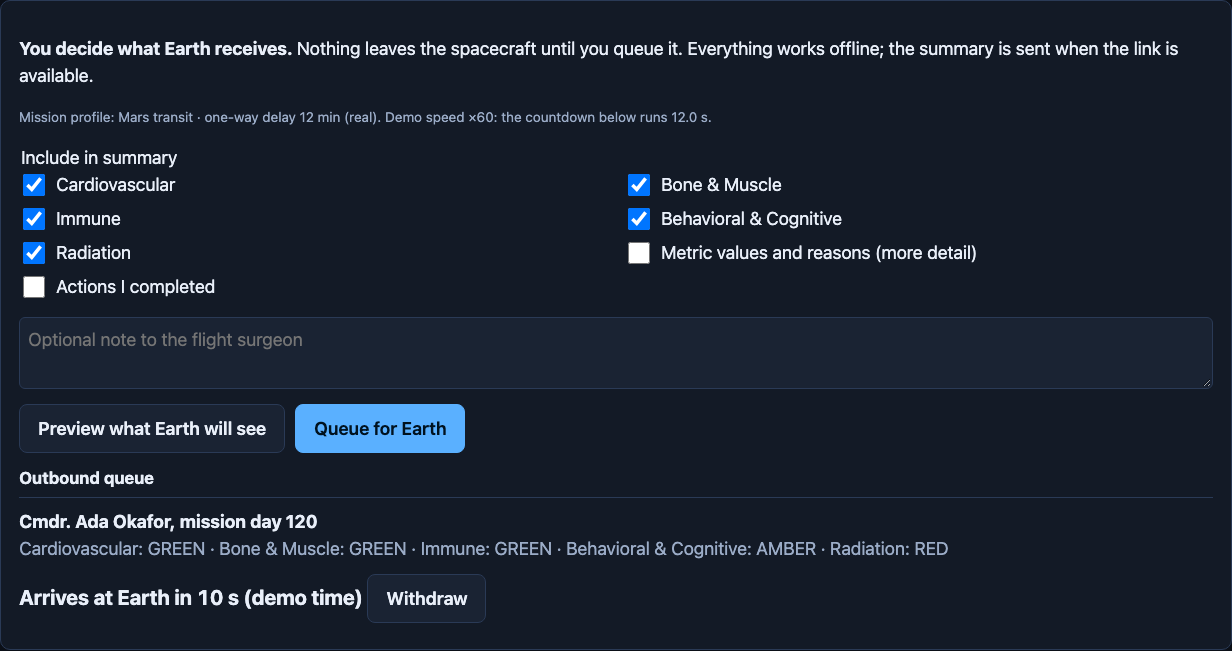 You decide what Earth receives. Nothing leaves the spacecraft until you queue it. Everything works offline; the summary is sent when the link is
available.
Mission profile: Mars transit · one-way delay 12 min (real). Demo speed ×60: the countdown below runs 12.0 s.
Include in summary
Cardiovascular
Bone & Muscle
Immune
Behavioral & Cognitive
Radiation
Metric values and reasons (more detail)
Actions I completed
Optional note to the flight surgeon
Preview what Earth will see
Queue for Earth
Outbound queue
Cmdr. Ada Okafor, mission day 120
Cardiovascular: GREEN · Bone & Muscle: GREEN · Immune: GREEN · Behavioral & Cognitive: AMBER · Radiation: RED
Arrives at Earth in 10 s (demo time)
Withdraw